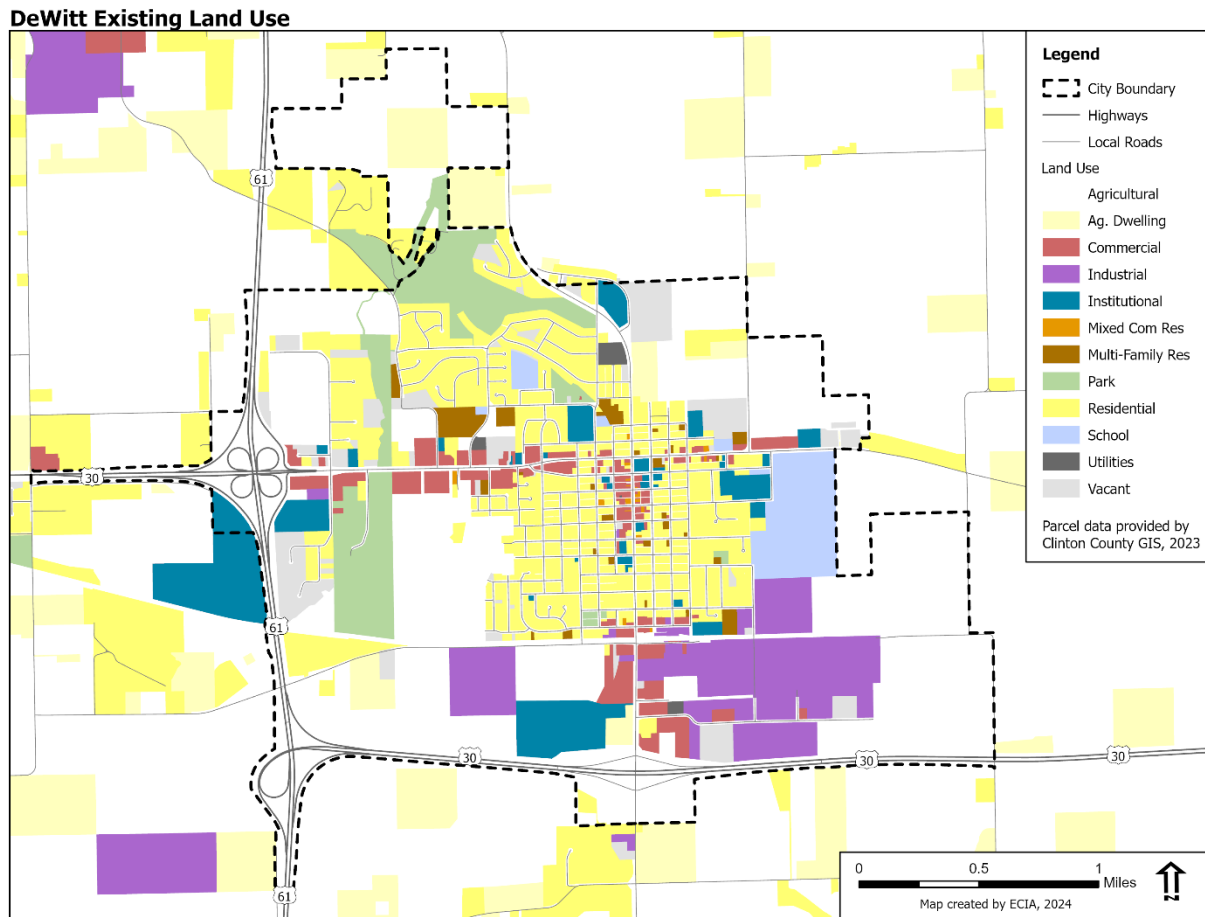 DeWitt Existing Land Use
Legend
City Boundary
Highways
Local Roads
Land Use
Agricultural
Ag. Dwelling
Commercial
Industrial
Institutional
Mixed Com Res
Multi-Family Res
Park
Residential
School
Utilities
Vacant
Parcel data provided by
Clinton County GIS, 2023
61
30
61
30
30
30
61
0 0.5 1
Miles
Map created by ECIA, 2024
N